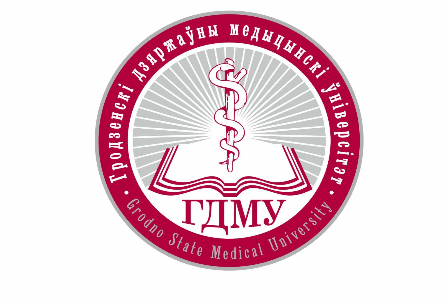 Гродзенскі дзяржаўны медыцынскі ўніверсітэт
ГДМУ
Grodno State Medical University